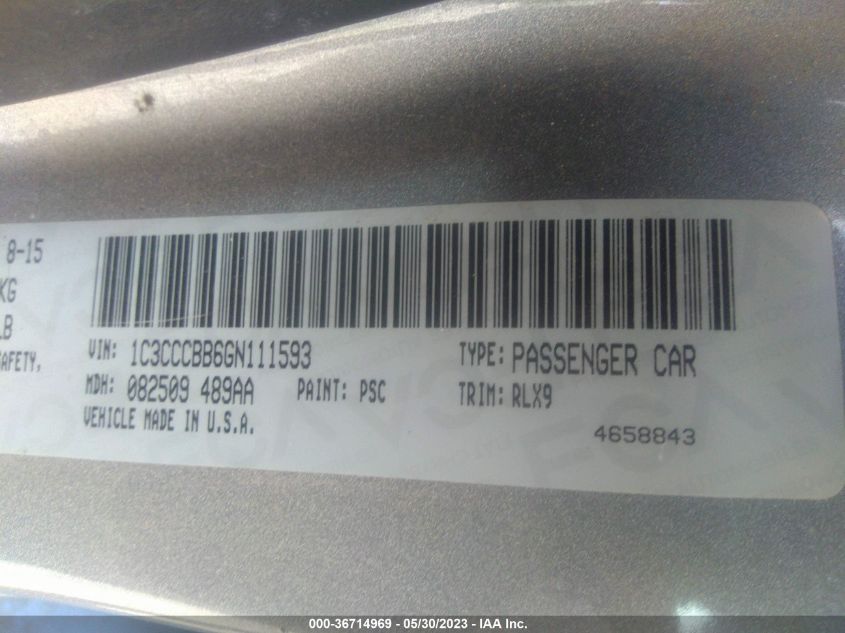 8-15
KG
LB
SAFETY,
VIN: 1C3CCCBB6GN111593 TYPE: PASSENGER CAR
MDH: 082509 489AA PAINT: PSC TRIM: RLX9
VEHICLE MADE IN U.S.A.
4658843
000-36714969 - 05/30/2023 - IAA Inc.